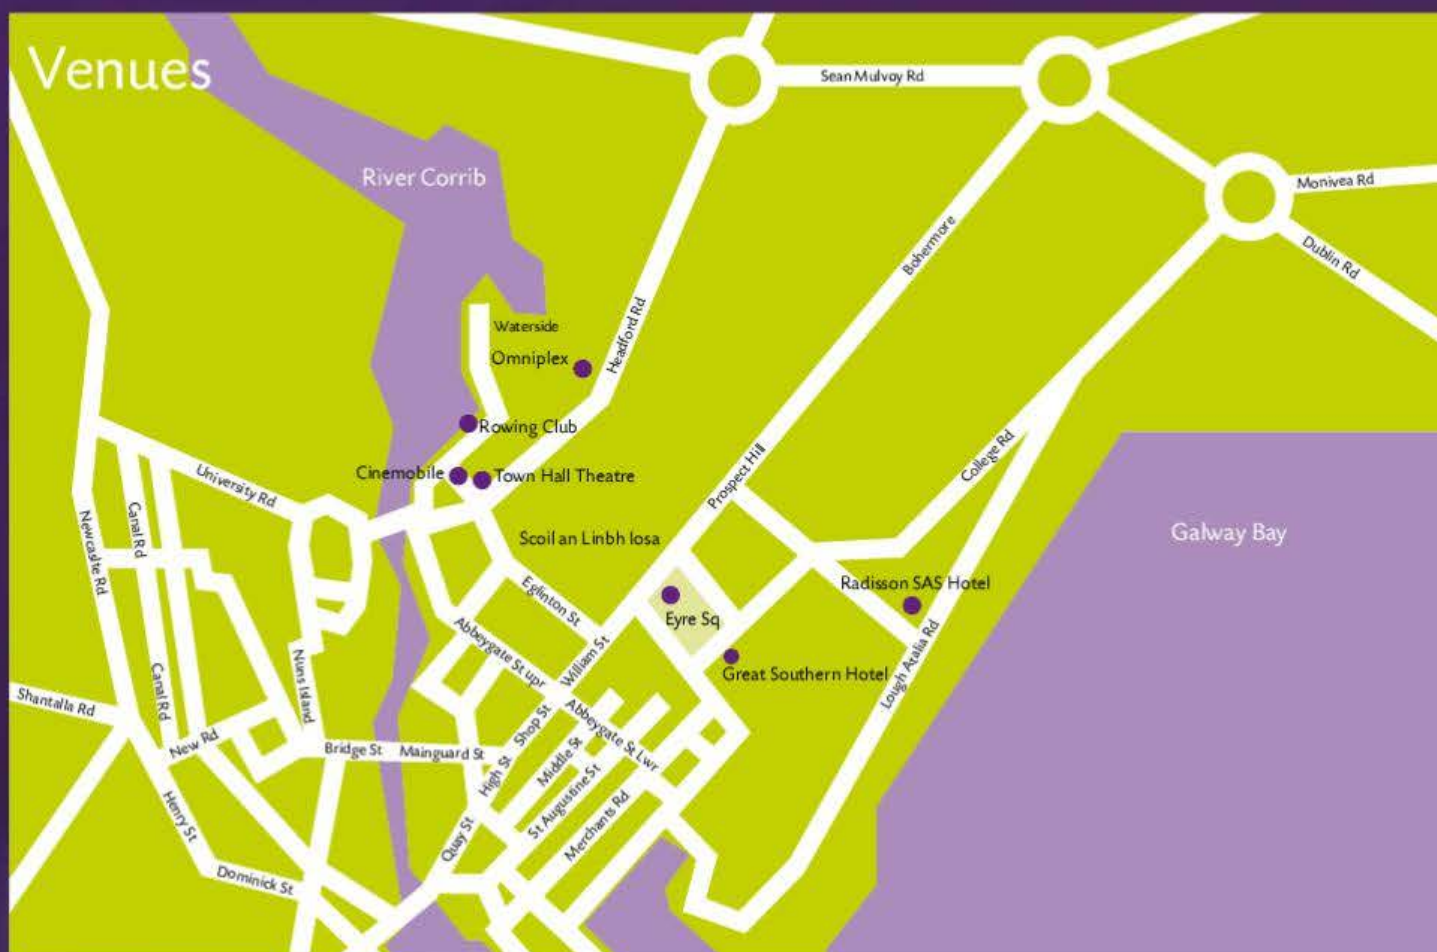 Venues
Sean Mulvoy Rd
River Corrib
Monivea Rd
Bohermore
Dublin Rd
Waterside
Headford Rd
Omniplex
Rowing Club
Cinemobile
Town Hall Theatre
Prospect Hill
College Rd
University Rd
Canal Rd
Newcaslte Rd
Scoil an Linbh Iosa
Galway Bay
Radisson SAS Hotel
Eglinton St
Eyre Sq
Abbeygate St upr
William St
Great Southern Hotel
Lough Atalia Rd
Nuns Island
Canal Rd
Shantalla Rd
New Rd
Bridge St
Mainguard St
Shop St
High St
Middle St
Abbeygate St Lwr
St Augustine St
Merchants Rd
Henry St
Quay St
Dominick St